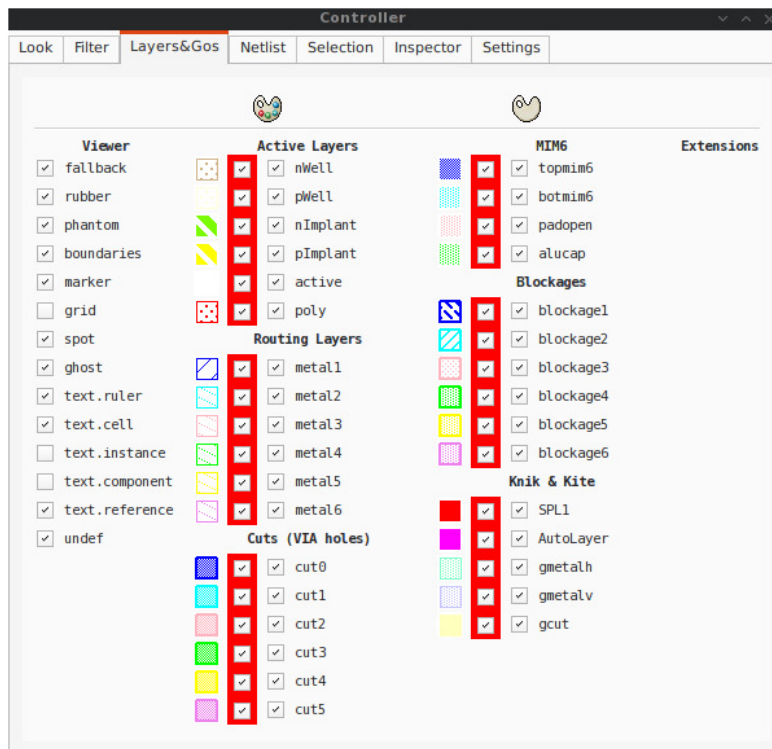 Controller
Look Filter Layers&Gos Netlist Selection Inspector Settings
Viewer Active Layers MIM6 Extensions
fallback nWell topmim6
rubber pWell botmim6
phantom nImplant padopen
boundaries pImplant alucap
marker active Blockages
grid poly blockage1
spot Routing Layers blockage2
ghost metal1 blockage3
text.ruler metal2 blockage4
text.cell metal3 blockage5
text.instance metal4 blockage6
text.component metal5 Knik & Kite
text.reference metal6 SPL1
undef Cuts (VIA holes) AutoLayer
cut0 gmetalh
cut1 gmetalv
cut2 gcut
cut3
cut4
cut5